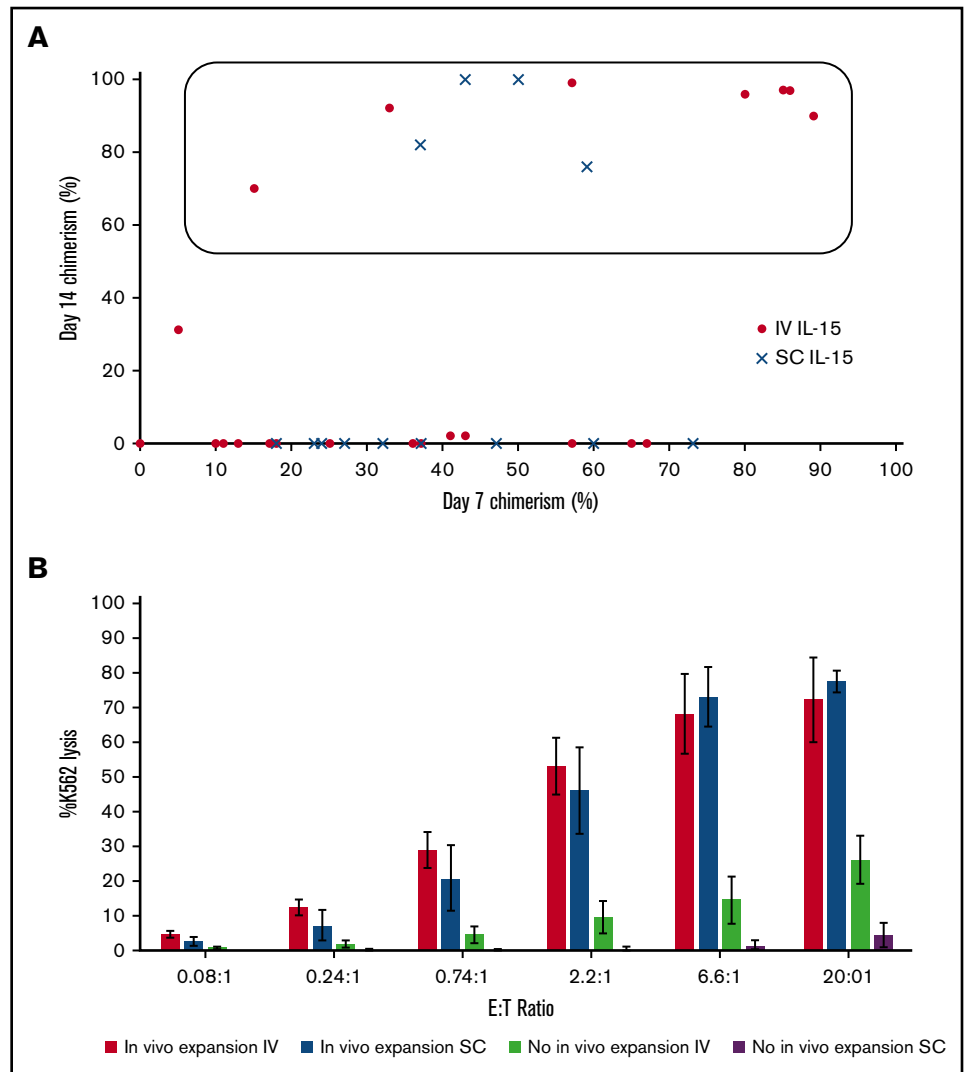 A
100
80
60
40
20
0
Day 14 chimerism (%)
IV IL-15
SC IL-15
0 10 20 30 40 50 60 70 80 90 100
Day 7 chimerism (%)
B
100
90
80
70
60
50
40
30
20
10
0
%K562 lysis
0.08:1 0.24:1 0.74:1 2.2:1 6.6:1 20:01
E:T Ratio
In vivo expansion IV In vivo expansion SC No in vivo expansion IV No in vivo expansion SC